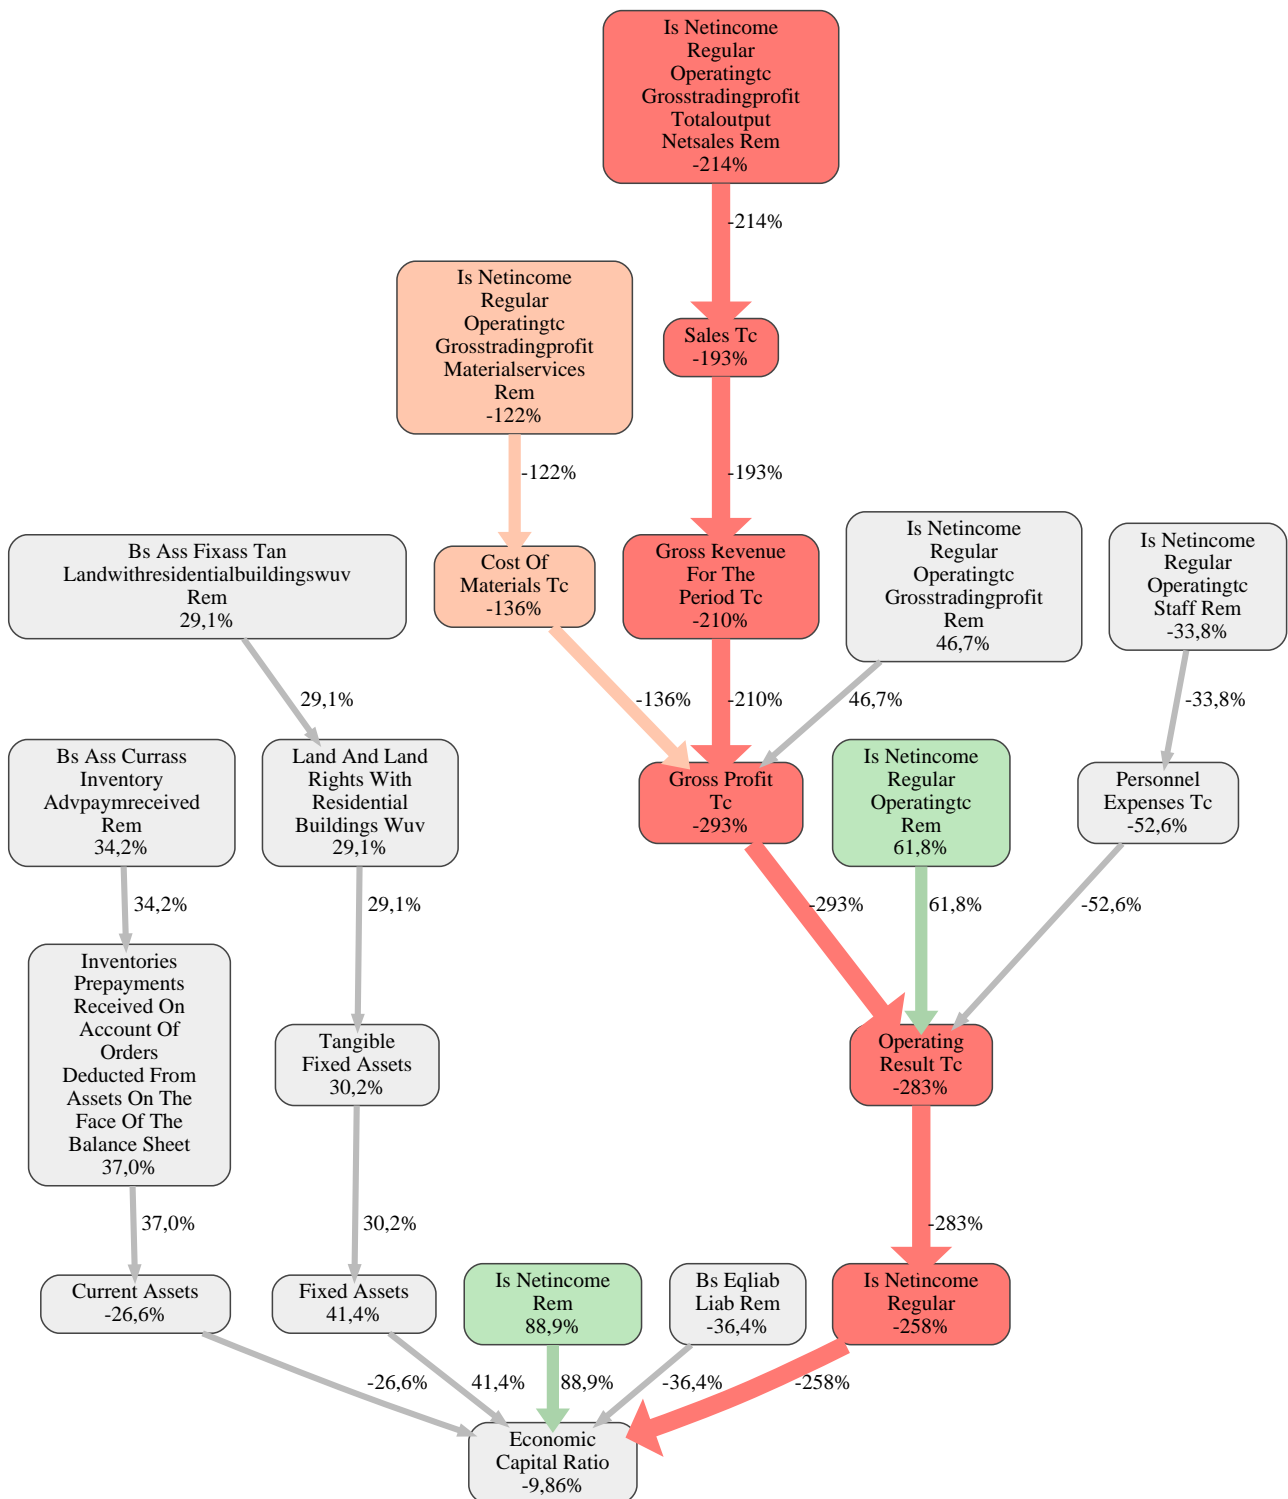 Is Netincome
Regular
Operatingtc
Grosstradingprofit
Totaloutput
Netsales Rem
-214%
-214%
Is Netincome
Regular
Operatingtc
Grosstradingprofit
Materialservices
Rem
-122%
Sales Tc
-193%
-122%
-193%
Bs Ass Fixass Tan
Landwithresidentialbuildingswuv
Rem
29,1%
Cost Of
Materials Tc
-136%
Gross Revenue
For The
Period Tc
-210%
Is Netincome
Regular
Operatingtc
Grosstradingprofit
Rem
46,7%
Is Netincome
Regular
Operatingtc
Staff Rem
-33,8%
29,1%
-136%
-210%
46,7%
-33,8%
Bs Ass Currass
Inventory
Advpaymreceived
Rem
34,2%
Land And Land
Rights With
Residential
Buildings Wuv
29,1%
Gross Profit
Tc
-293%
Is Netincome
Regular
Operatingtc
Rem
61,8%
Personnel
Expenses Tc
-52,6%
34,2%
29,1%
-293%
61,8%
-52,6%
Inventories
Prepayments
Received On
Account Of
Orders
Deducted From
Assets On The
Face Of The
Balance Sheet
37,0%
Tangible
Fixed Assets
30,2%
Operating
Result Tc
-283%
37,0%
30,2%
-283%
Current Assets
-26,6%
Fixed Assets
41,4%
Is Netincome
Rem
88,9%
Bs Eqliab
Liab Rem
-36,4%
Is Netincome
Regular
-258%
-26,6%
41,4%
88,9%
-36,4%
-258%
Economic
Capital Ratio
-9,86%